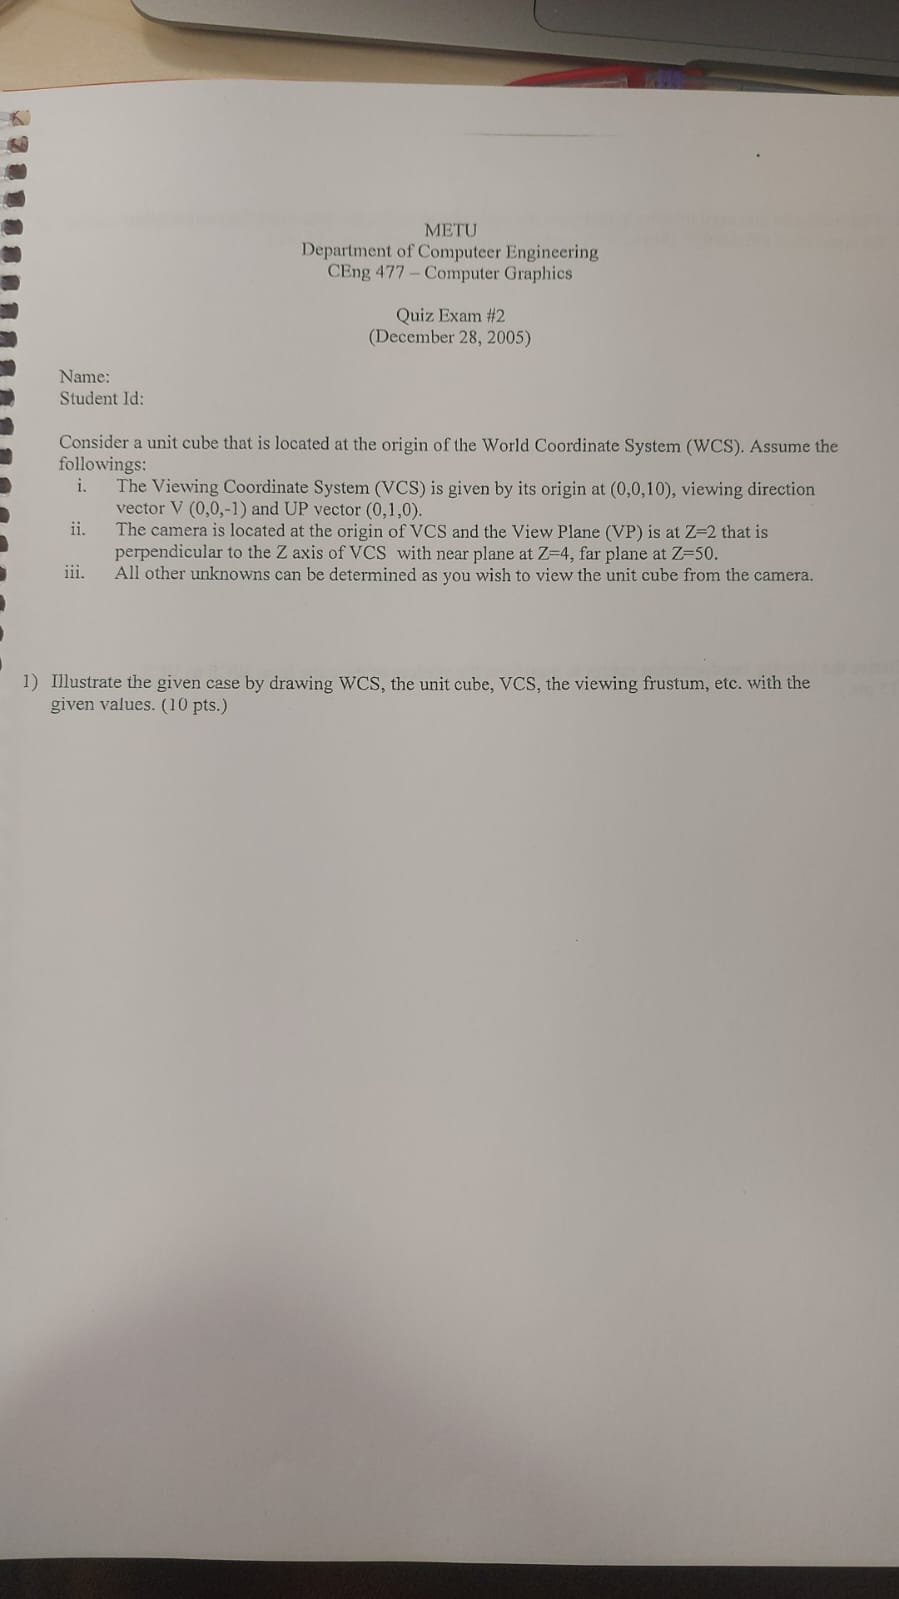 METU
Department of Computeer Engineering
CEng 477 – Computer Graphics
Quiz Exam #2
(December 28, 2005)
Name:
Student Id:
Consider a unit cube that is located at the origin of the World Coordinate System (WCS). Assume the
followings:
i. The Viewing Coordinate System (VCS) is given by its origin at (0,0,10), viewing direction
vector V (0,0,-1) and UP vector (0,1,0).
ii. The camera is located at the origin of VCS and the View Plane (VP) is at Z=2 that is
perpendicular to the Z axis of VCS with near plane at Z=4, far plane at Z=50.
iii. All other unknowns can be determined as you wish to view the unit cube from the camera.
1) Illustrate the given case by drawing WCS, the unit cube, VCS, the viewing frustum, etc. with the
given values. (10 pts.)